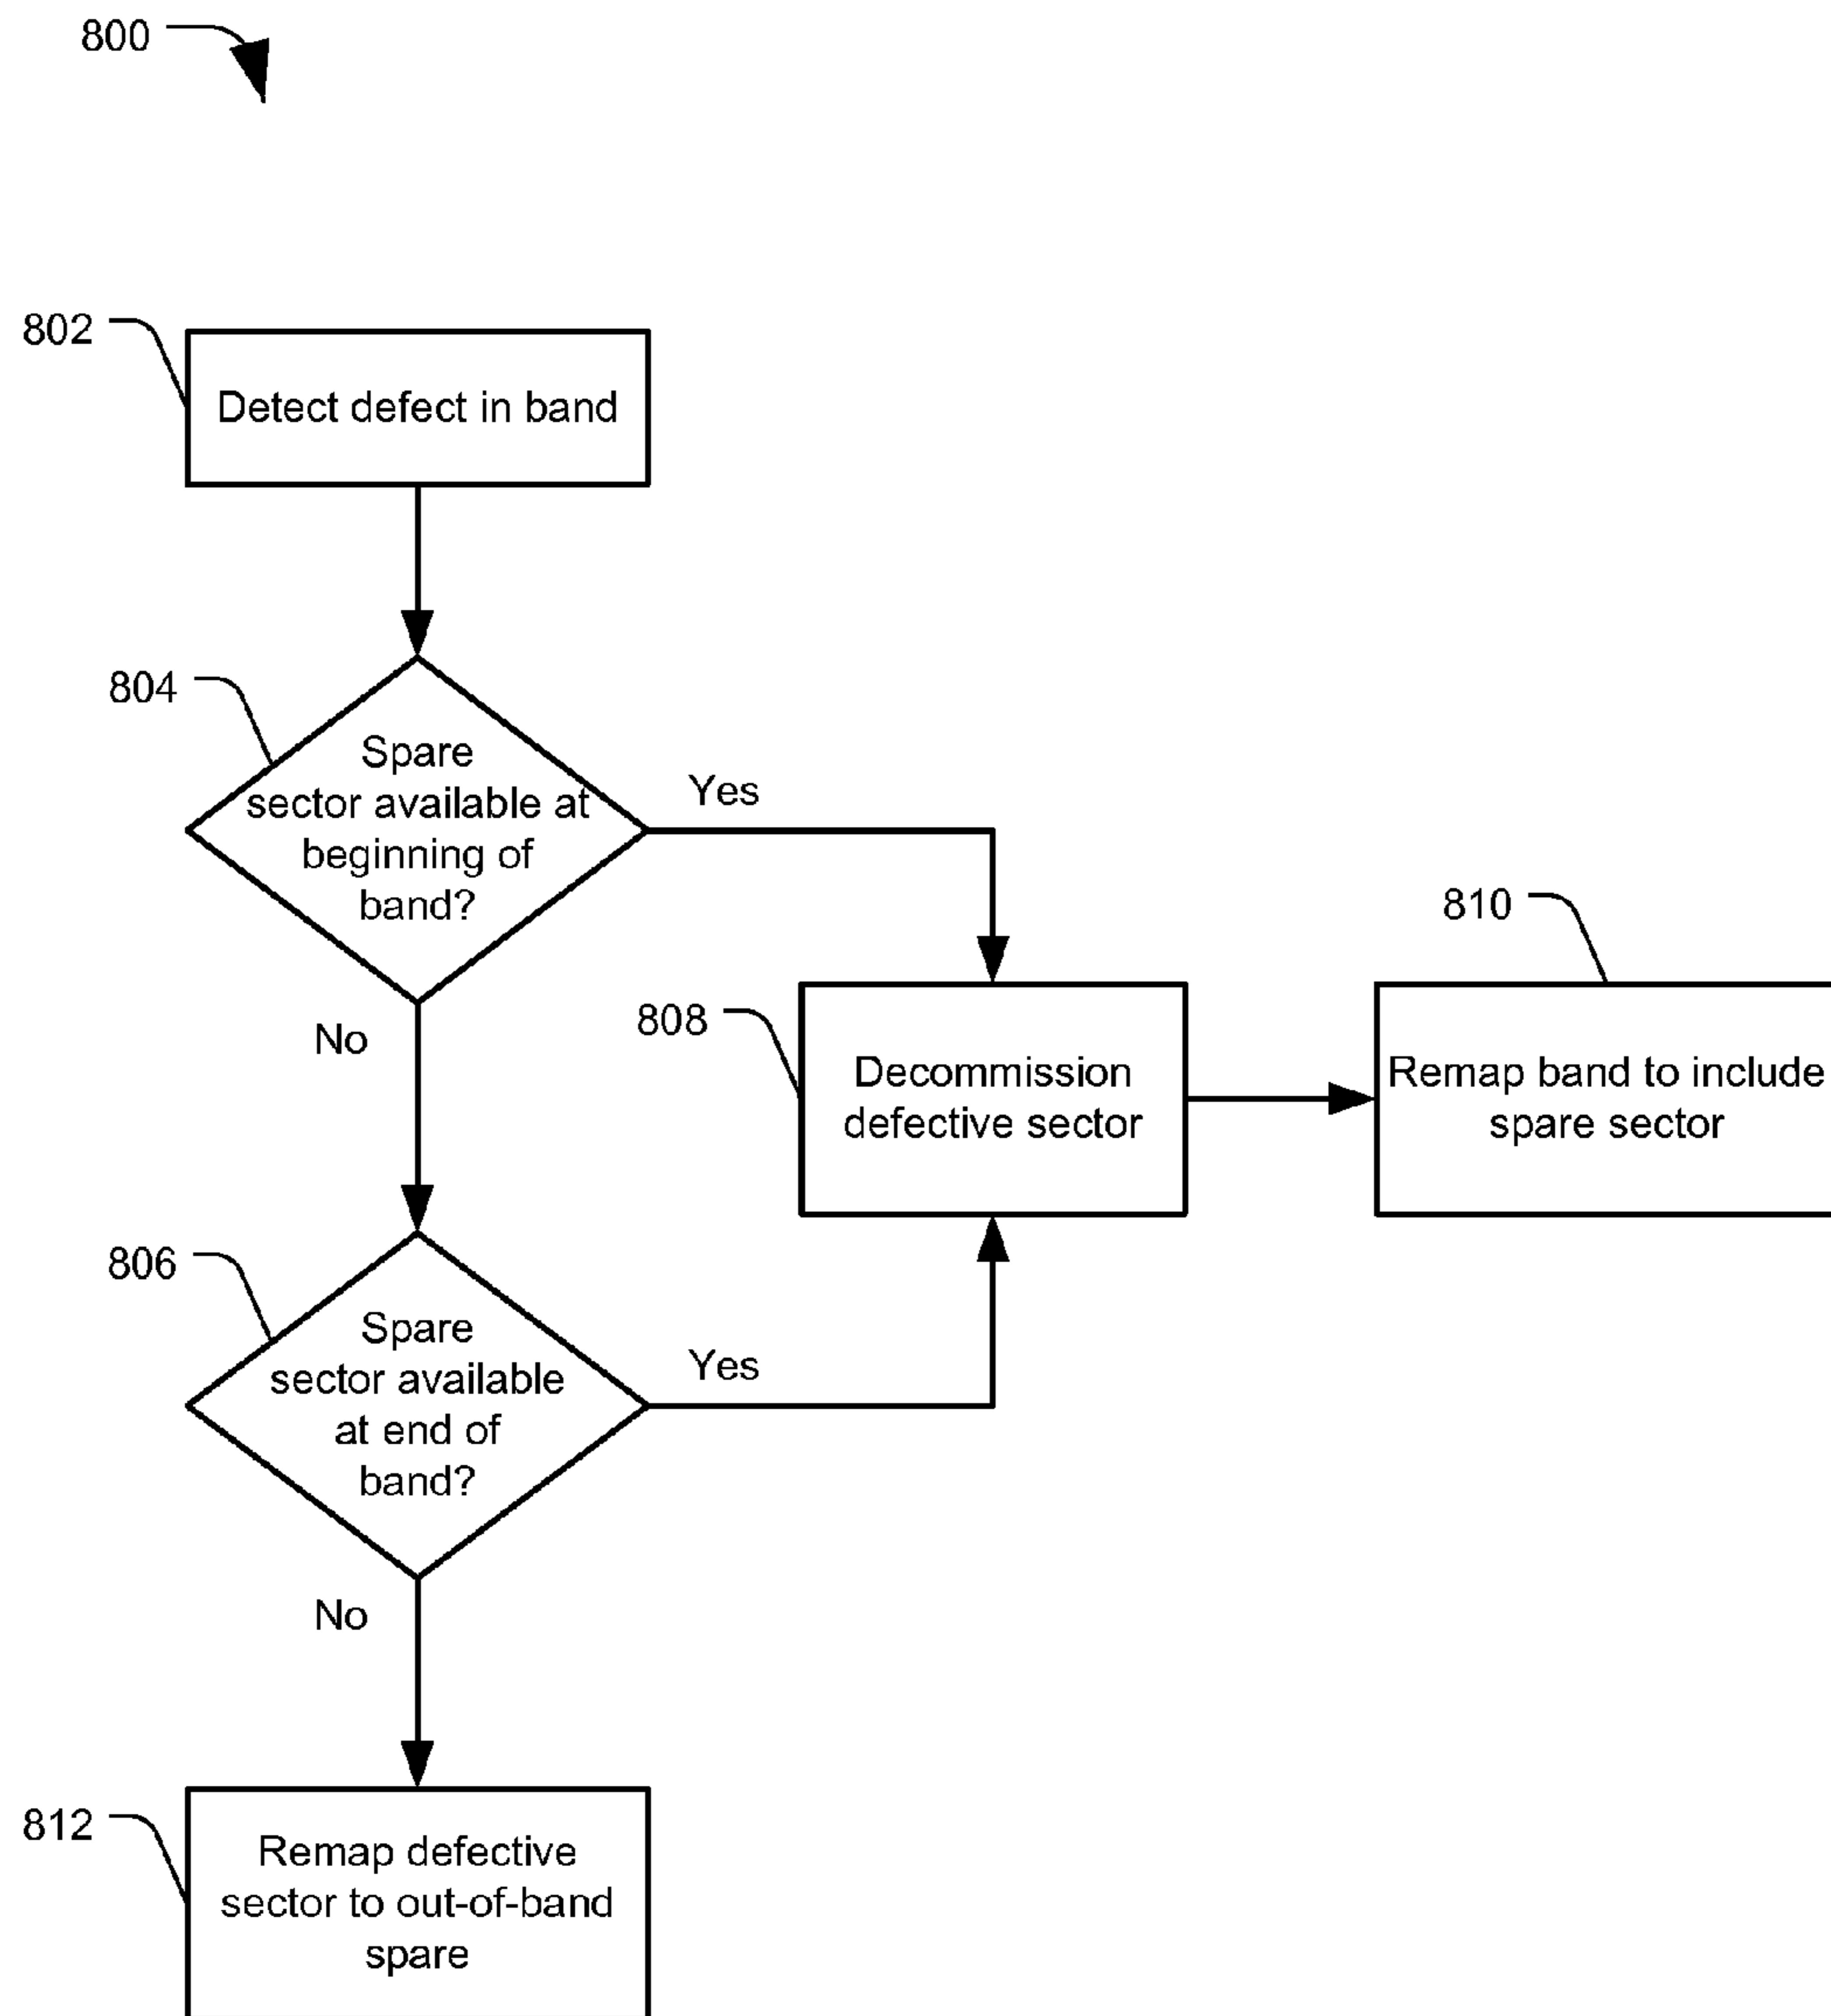 800
802
Detect defect in band
804
Spare
sector available at
beginning of
band?
Yes
No
810
808
Decommission
defective sector
Remap band to include
spare sector
806
Spare
sector available
at end of
band?
Yes
No
812
Remap defective
sector to out-of-band
spare